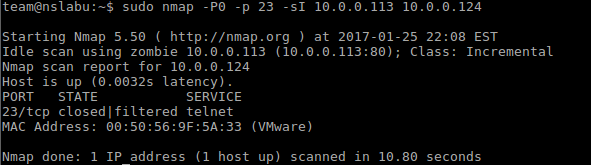 team@nslabu:~$ sudo nmap -P0 -p 23 -sI 10.0.0.113 10.0.0.124
Starting Nmap 5.50 ( http://nmap.org ) at 2017-01-25 22:08 EST
Idle scan using zombie 10.0.0.113 (10.0.0.113:80); Class: Incremental
Nmap scan report for 10.0.0.124
Host is up (0.0032s latency).
PORT   STATE           SERVICE
23/tcp closed|filtered telnet
MAC Address: 00:50:56:9F:5A:33 (VMware)
Nmap done: 1 IP address (1 host up) scanned in 10.80 seconds